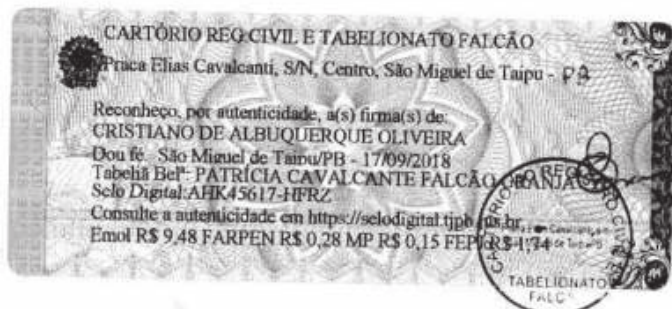 CARTÓRIO REG.CIVIL E TABELIONATO FALCÃO
Praca Elias Cavalcanti, S/N, Centro, São Miguel de Taipu - PB
Reconheço, por autenticidade, a(s) firma(s) de:
CRISTIANO DE ALBUQUERQUE OLIVEIRA
Dou fé. São Miguel de Taipu/PB - 17/09/2018
Tabeliã Belª: PATRÍCIA CAVALCANTE FALCÃO GRANJA
Selo Digital:AHK45617-HFRZ
Consulte a autenticidade em https://selodigital.tjpb.jus.br
Emol R$ 9,48 FARPEN R$ 0,28 MP R$ 0,15 FEPJ R$ 1,74
TABELIONATO